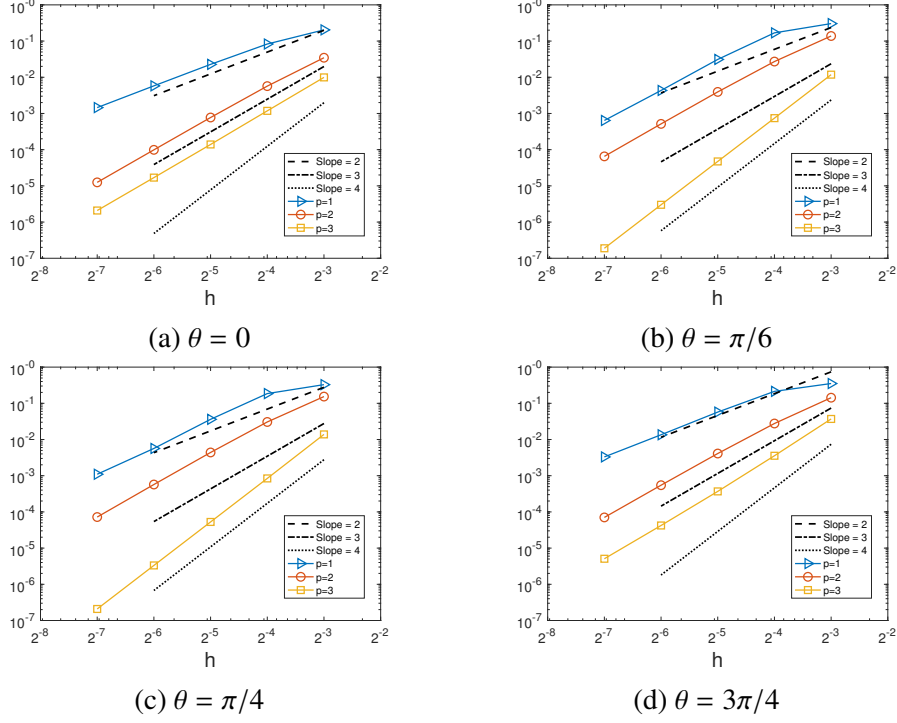 10^-0
10^-1
10^-2
10^-3
10^-4
10^-5
10^-6
10^-7
Slope = 2
Slope = 3
Slope = 4
p=1
p=2
p=3
2^-8 2^-7 2^-6 2^-5 2^-4 2^-3 2^-2
h
(a) θ = 0
10^-0
10^-1
10^-2
10^-3
10^-4
10^-5
10^-6
10^-7
Slope = 2
Slope = 3
Slope = 4
p=1
p=2
p=3
2^-8 2^-7 2^-6 2^-5 2^-4 2^-3 2^-2
h
(b) θ = π/6
10^-0
10^-1
10^-2
10^-3
10^-4
10^-5
10^-6
10^-7
Slope = 2
Slope = 3
Slope = 4
p=1
p=2
p=3
2^-8 2^-7 2^-6 2^-5 2^-4 2^-3 2^-2
h
(c) θ = π/4
10^-0
10^-1
10^-2
10^-3
10^-4
10^-5
10^-6
10^-7
Slope = 2
Slope = 3
Slope = 4
p=1
p=2
p=3
2^-8 2^-7 2^-6 2^-5 2^-4 2^-3 2^-2
h
(d) θ = 3π/4